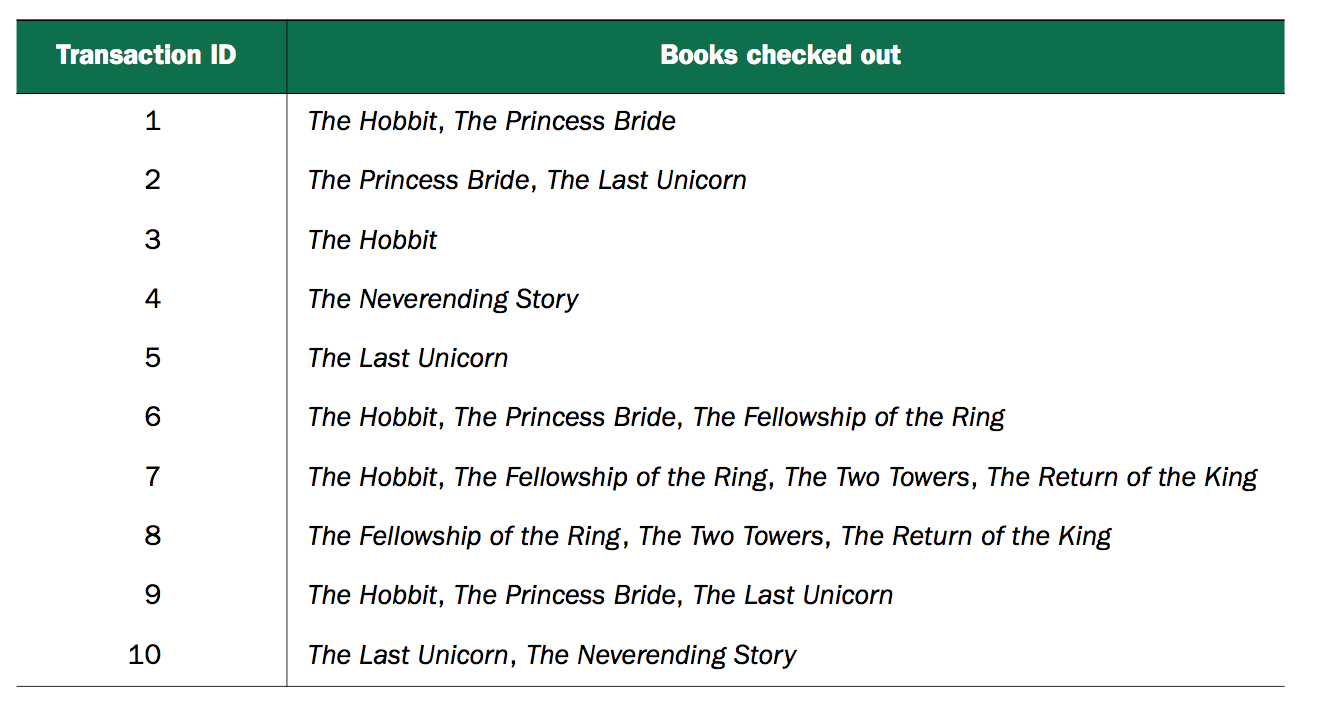 Transaction ID Books checked out
1 The Hobbit, The Princess Bride
2 The Princess Bride, The Last Unicorn
3 The Hobbit
4 The Neverending Story
5 The Last Unicorn
6 The Hobbit, The Princess Bride, The Fellowship of the Ring
7 The Hobbit, The Fellowship of the Ring, The Two Towers, The Return of the King
8 The Fellowship of the Ring, The Two Towers, The Return of the King
9 The Hobbit, The Princess Bride, The Last Unicorn
10 The Last Unicorn, The Neverending Story